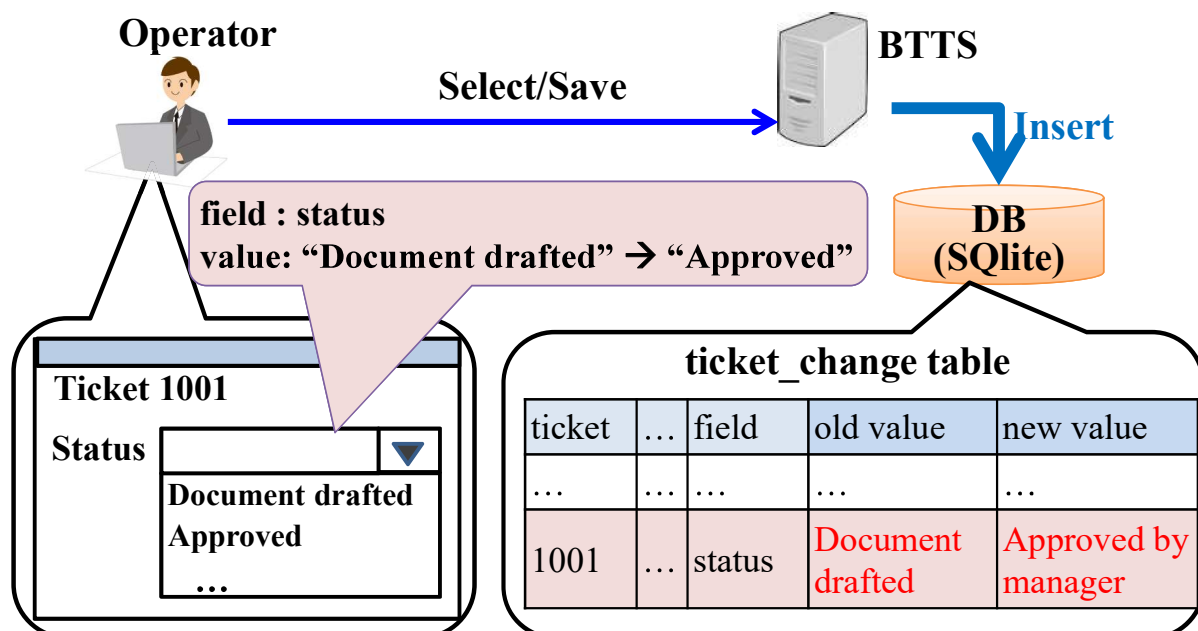 Operator
BTTS
Select/Save
Insert
field : status
value: “Document drafted” → “Approved”
DB
(SQlite)
Ticket 1001
Status
Document drafted
Approved
…
ticket_change table
ticket … field old value new value
… … … … …
1001 … status Document drafted Approved by manager